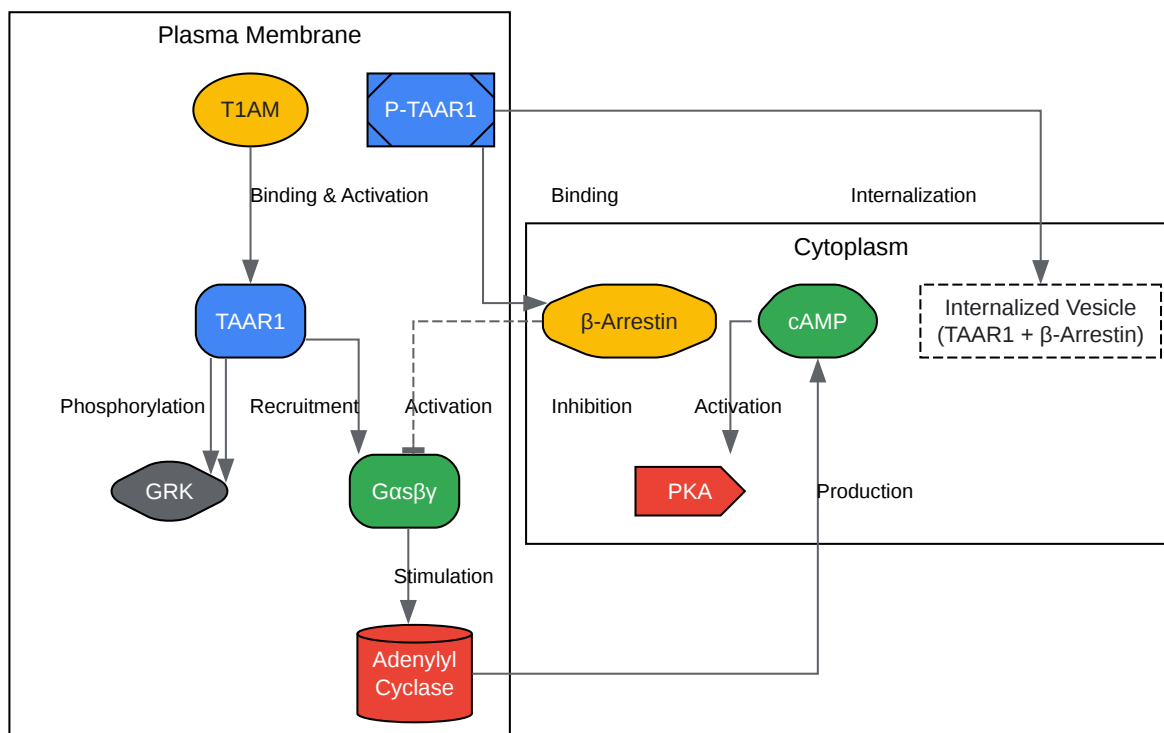 Plasma Membrane
T1AM
P-TAAR1
Binding & Activation
Binding
Internalization
Cytoplasm
TAAR1
β-Arrestin
cAMP
Internalized Vesicle
(TAAR1 + β-Arrestin)
Phosphorylation
Recruitment
Activation
Inhibition
Activation
GRK
Gαsβγ
PKA
Production
Stimulation
Adenylyl
Cyclase